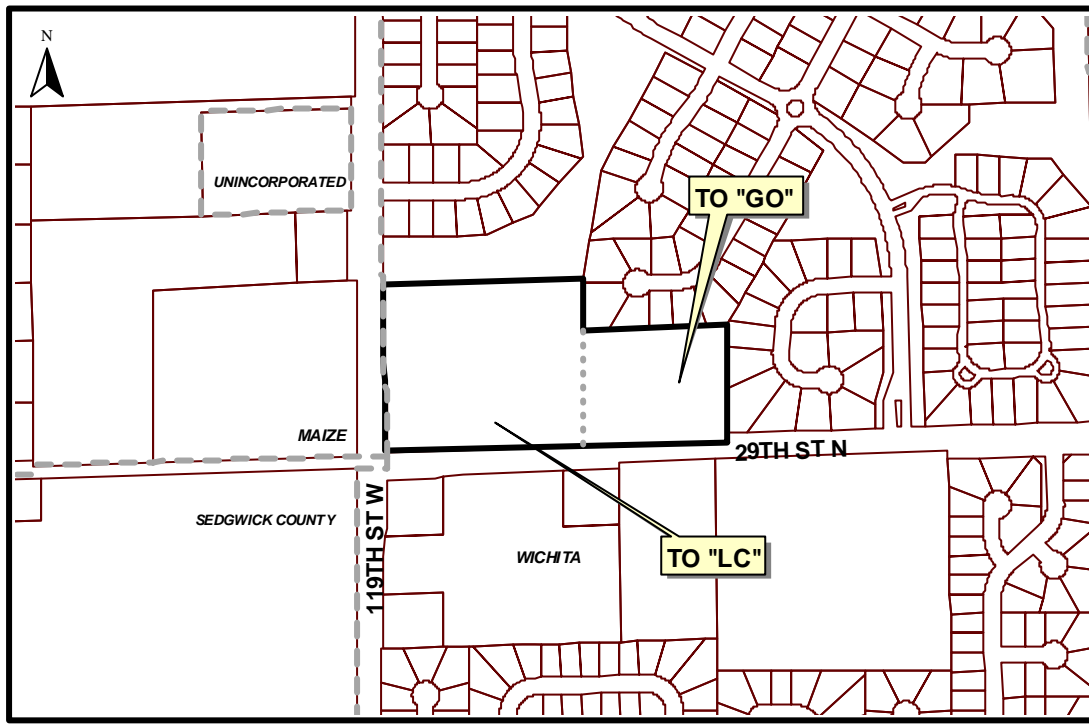 N
UNINCORPORATED
TO "GO"
MAIZE
29TH ST N
SEDGWICK COUNTY
119TH ST W
WICHITA
TO "LC"